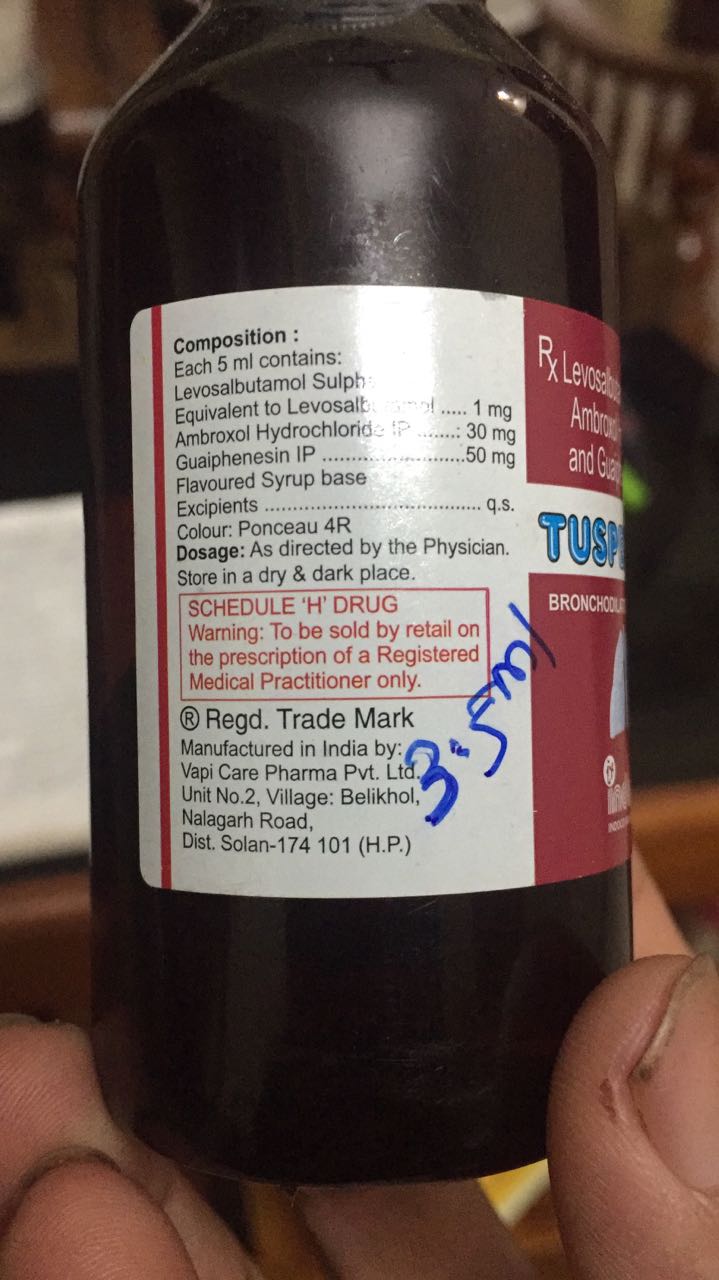 Composition :
Each 5 ml contains:
Levosalbutamol
Equivalent to Levosalbutamol ..... 1 mg
Ambroxol Hydrochloride IP .......: 30 mg
Guaiphenesin IP ..............................50 mg
Flavoured Syrup base
Excipients ...................................... q.s.
Colour: Ponceau 4R
Dosage: As directed by the Physician.
Store in a dry & dark place.
SCHEDULE 'H' DRUG
Warning: To be sold by retail on
the prescription of a Registered
Medical Practitioner only.
® Regd. Trade Mark
Manufactured in India by:
Vapi Care Pharma Pvt. Ltd.
Unit No.2, Village: Belikhol,
Nalagarh Road,
Dist. Solan-174 101 (H.P.)
3.5ml
Rx
and